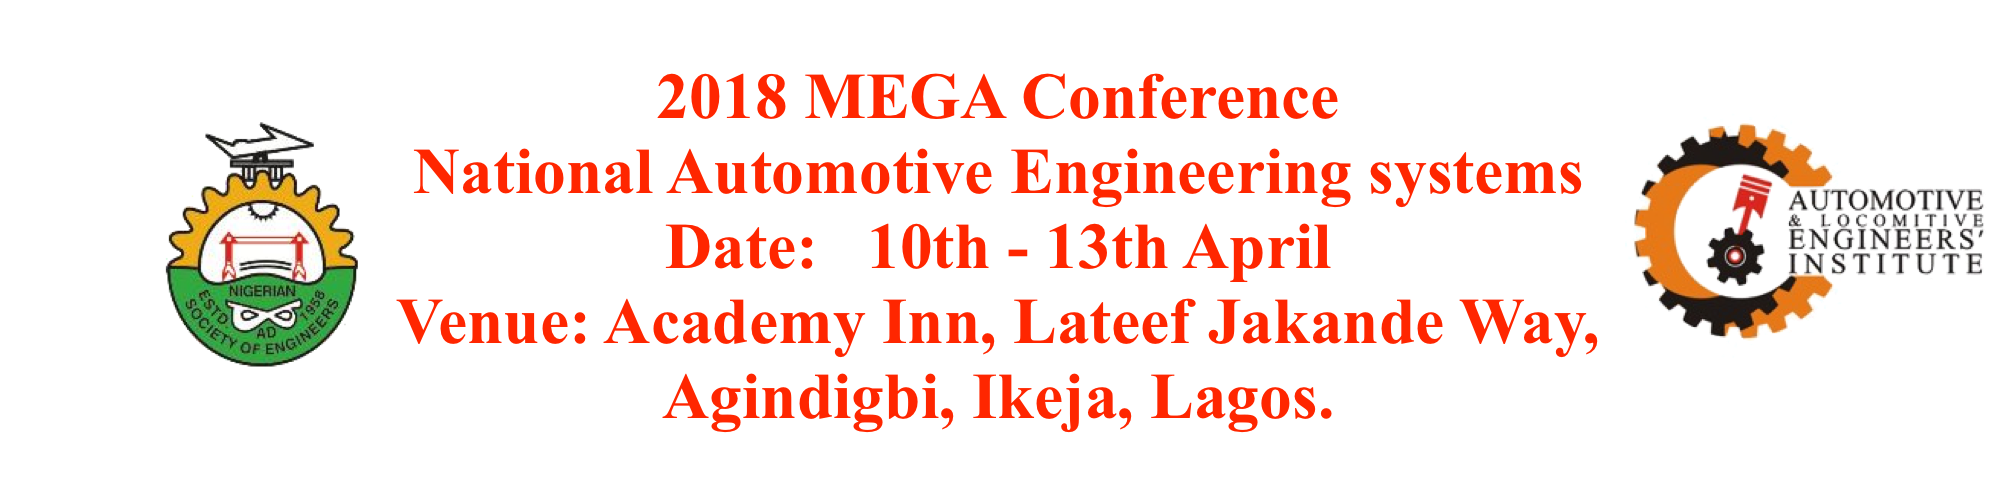 2018 MEGA Conference
National Automotive Engineering systems
Date: 10th - 13th April
Venue: Academy Inn, Lateef Jakande Way,
Agindigbi, Ikeja, Lagos.
NIGERIAN
ESTD AD 1958
SOCIETY OF ENGINEERS
AUTOMOTIVE
& LOCOMITIVE
ENGINEERS'
INSTITUTE